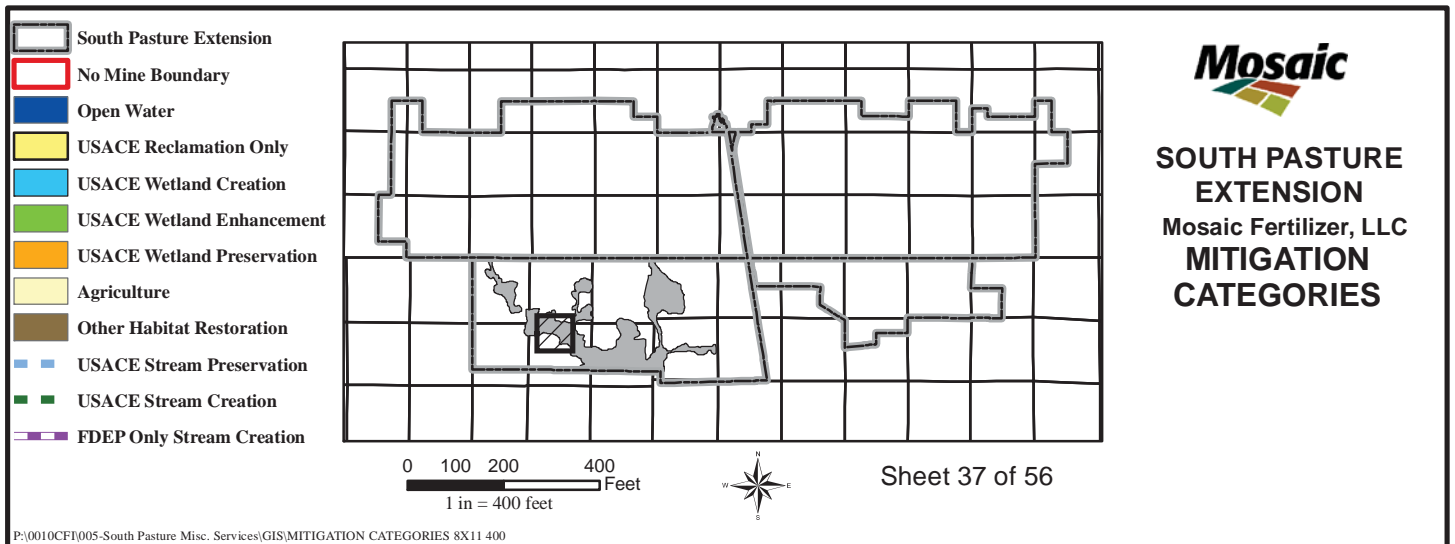 South Pasture Extension
No Mine Boundary
Open Water
USACE Reclamation Only
USACE Wetland Creation
USACE Wetland Enhancement
USACE Wetland Preservation
Agriculture
Other Habitat Restoration
USACE Stream Preservation
USACE Stream Creation
FDEP Only Stream Creation
0 100 200 400
Feet
1 in = 400 feet
N
W E
S
Sheet 37 of 56
Mosaic
SOUTH PASTURE
EXTENSION
Mosaic Fertilizer, LLC
MITIGATION
CATEGORIES
P:\0010CFI\005-South Pasture Misc. Services\GIS\MITIGATION CATEGORIES 8X11 400